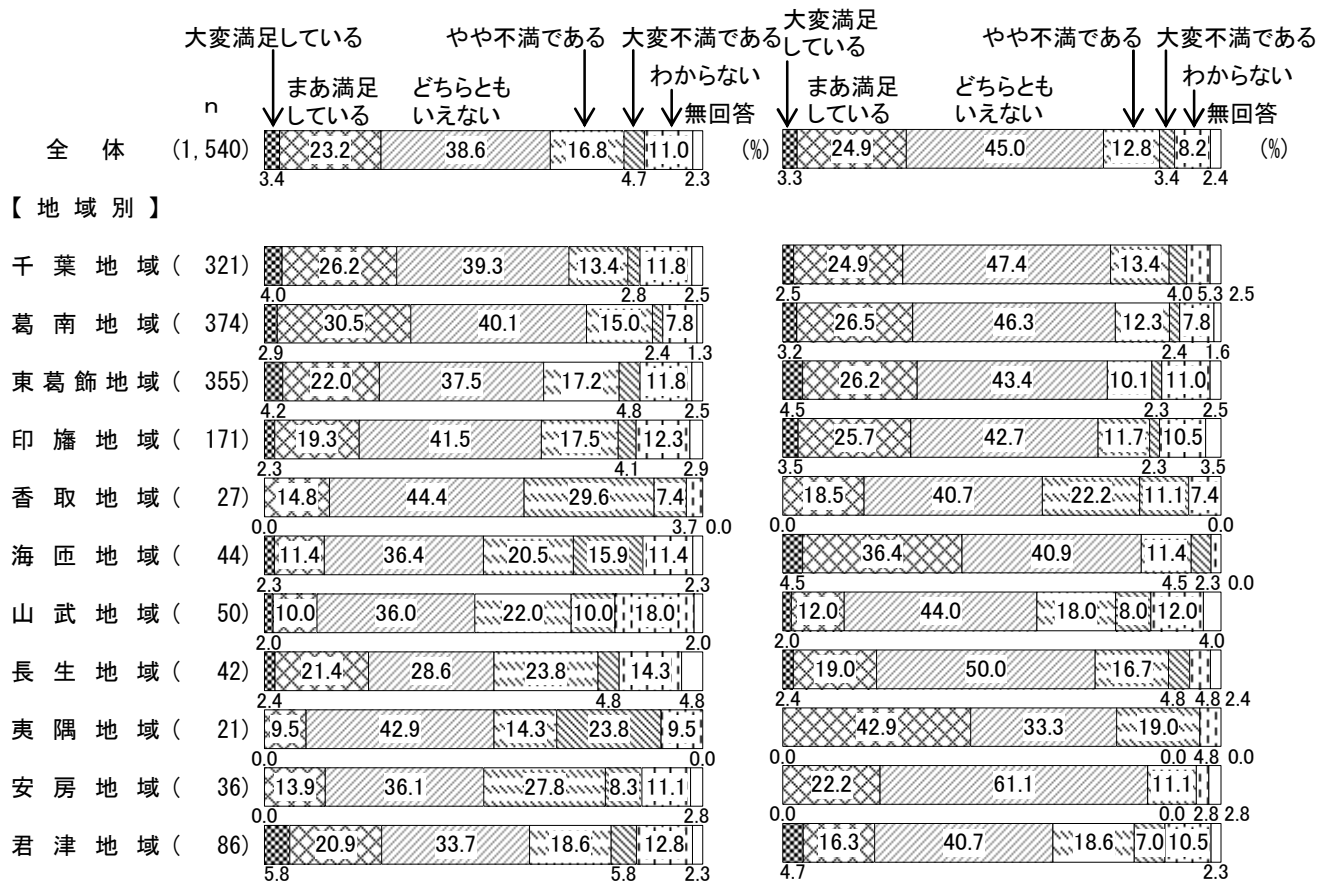 大変満足している やや不満である 大変不満である 大変満足している やや不満である 大変不満である
まあ満足している どちらともいえない わからない まあ満足している どちらともいえない わからない
n 無回答 無回答
全体 (1,540) 23.2 38.6 16.8 11.0 (%) 24.9 45.0 12.8 8.2 (%)
3.4 4.7 2.3 3.3 3.4 2.4
【地域別】
千葉地域( 321) 26.2 39.3 13.4 11.8 24.9 47.4 13.4
4.0 2.8 2.5 2.5 4.0 5.3 2.5
葛南地域( 374) 30.5 40.1 15.0 7.8 26.5 46.3 12.3 7.8
2.9 2.4 1.3 3.2 2.4 1.6
東葛飾地域( 355) 22.0 37.5 17.2 11.8 26.2 43.4 10.1 11.0
4.2 4.8 2.5 4.5 2.3 2.5
印旛地域( 171) 19.3 41.5 17.5 12.3 25.7 42.7 11.7 10.5
2.3 4.1 2.9 3.5 2.3 3.5
香取地域( 27) 14.8 44.4 29.6 7.4 18.5 40.7 22.2 11.1 7.4
0.0 3.7 0.0 0.0 0.0
海匝地域( 44) 11.4 36.4 20.5 15.9 11.4 36.4 40.9 11.4
2.3 2.3 4.5 4.5 2.3 0.0
山武地域( 50) 10.0 36.0 22.0 10.0 18.0 12.0 44.0 18.0 8.0 12.0
2.0 2.0 2.0 4.0
長生地域( 42) 21.4 28.6 23.8 14.3 19.0 50.0 16.7
2.4 4.8 4.8 2.4 4.8 4.8 2.4
夷隅地域( 21) 9.5 42.9 14.3 23.8 9.5 42.9 33.3 19.0
0.0 0.0 0.0 0.0 4.8 0.0
安房地域( 36) 13.9 36.1 27.8 8.3 11.1 22.2 61.1 11.1
0.0 2.8 0.0 0.0 2.8 2.8
君津地域( 86) 20.9 33.7 18.6 12.8 16.3 40.7 18.6 7.0 10.5
5.8 5.8 2.3 4.7 2.3